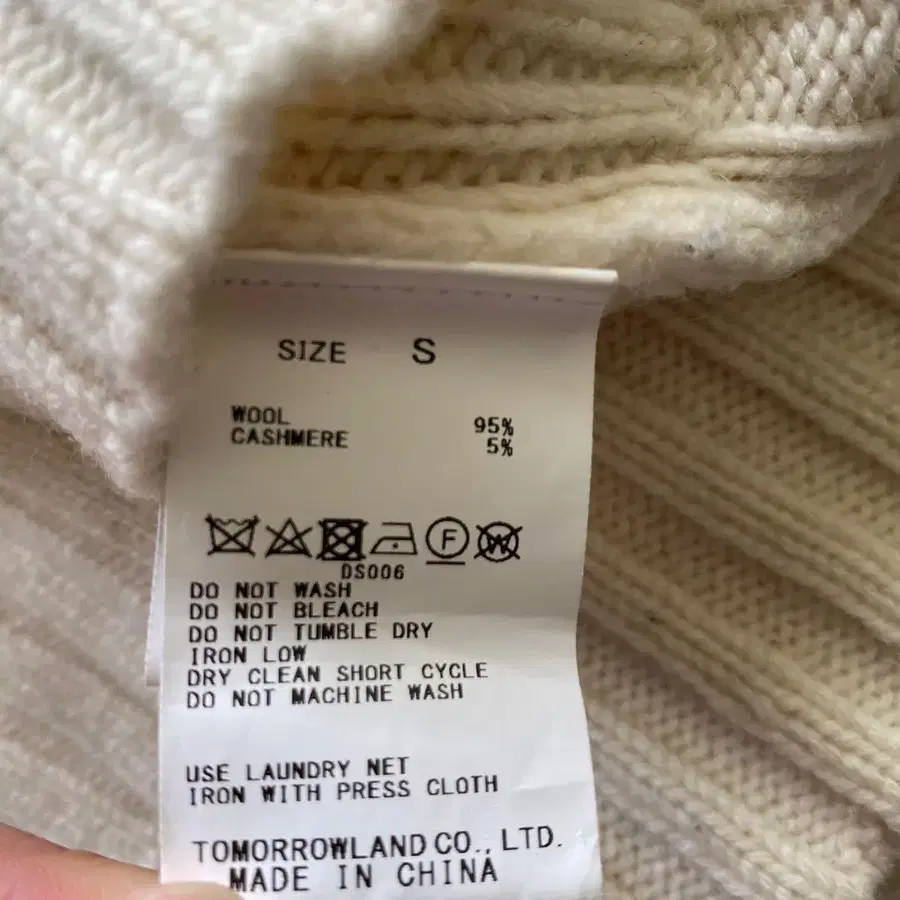 SIZE S
WOOL 95%
CASHMERE 5%
F W
DS006
DO NOT WASH
DO NOT BLEACH
DO NOT TUMBLE DRY
IRON LOW
DRY CLEAN SHORT CYCLE
DO NOT MACHINE WASH
USE LAUNDRY NET
IRON WITH PRESS CLOTH
TOMORROWLAND CO., LTD.
MADE IN CHINA